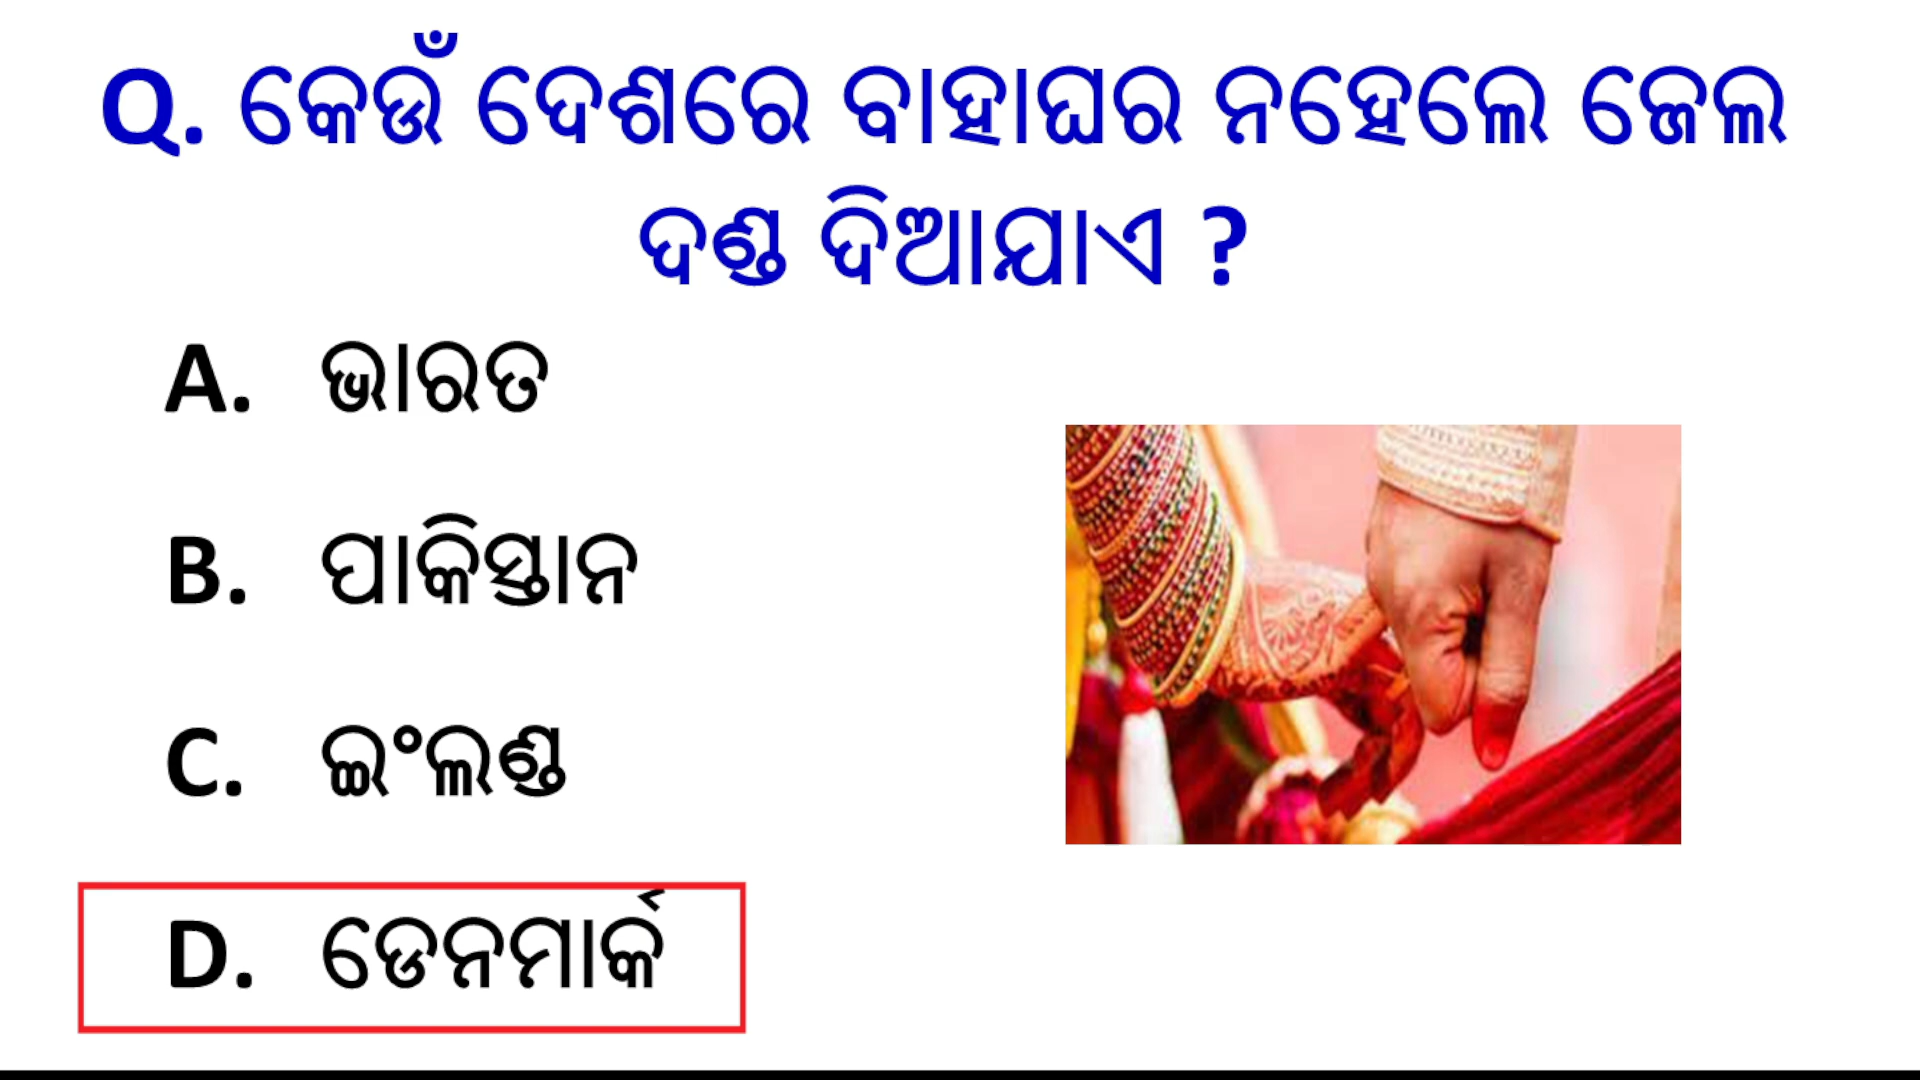 Q. କେଉଁ ଦେଶରେ ବାହାଘର ନହେଲେ ଜେଲ
ଦଣ୍ଡ ଦିଆଯାଏ ?
A. ଭାରତ
B. ପାକିସ୍ତାନ
C. ଇଂଲଣ୍ଡ
D. ଡେନମାର୍କ